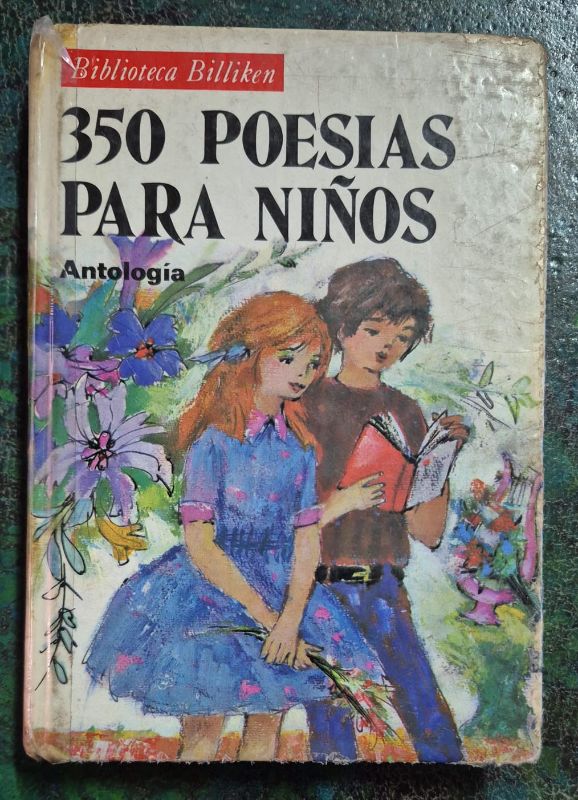 Biblioteca Billiken
350 POESIAS
PARA NIÑOS
Antología